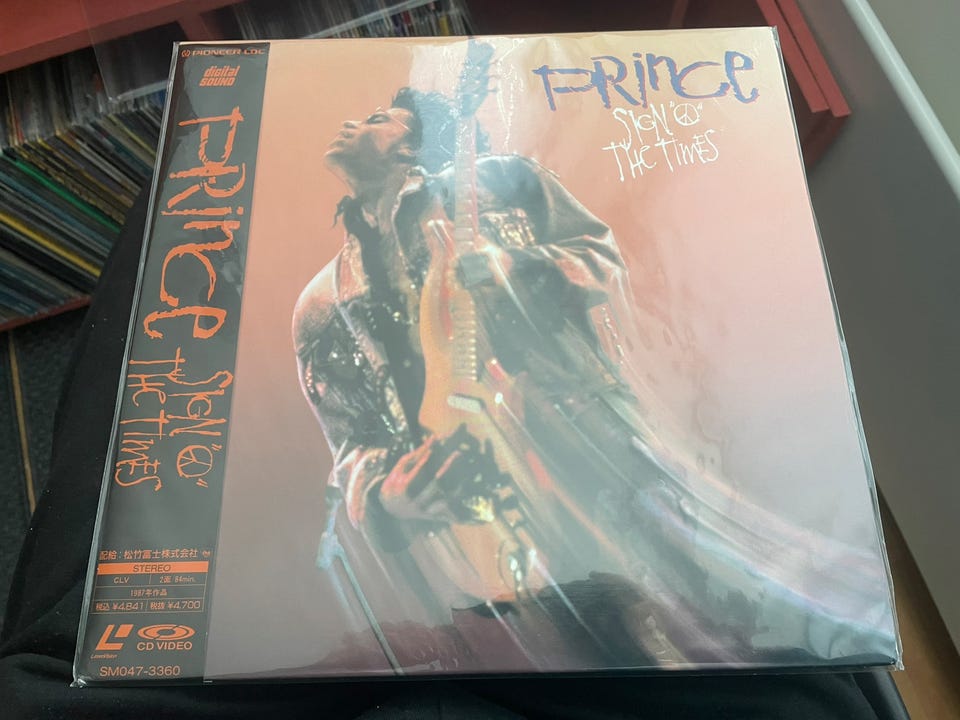 PIONEER LDC
digital
SOUND
PRINCE
SIGN "☮"
THE TIMES
PRINCE
SIGN "☮"
THE TIMES
配給：松竹富士株式会社
STEREO
CLV 2面 84min.
1987年作品
税込 ¥4,841 税抜 ¥4,700
L
LaserVision
CD VIDEO
SM047-3360